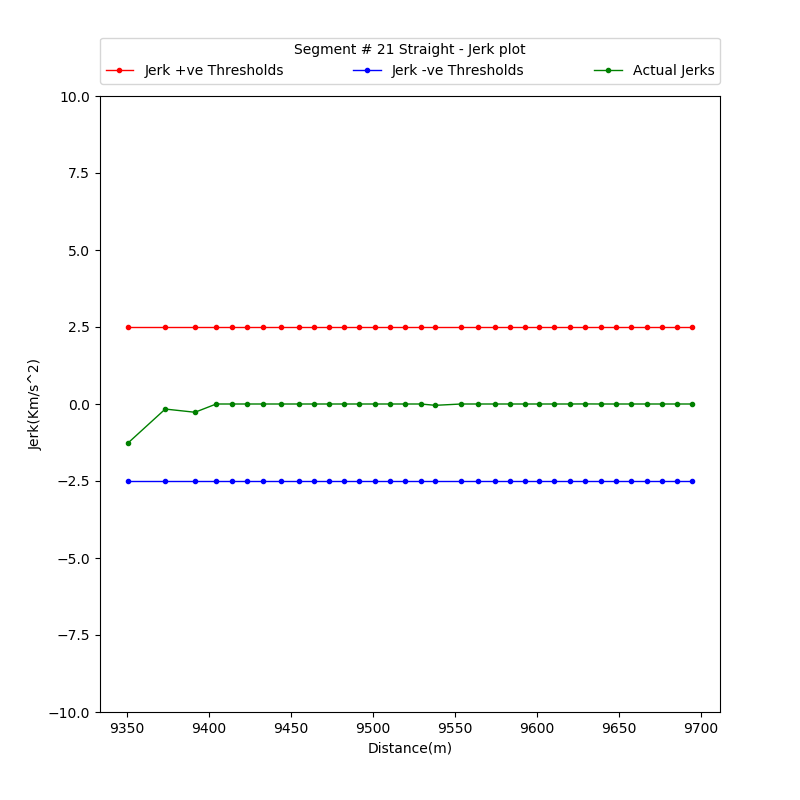 Segment # 21 Straight - Jerk plot
Jerk +ve Thresholds Jerk -ve Thresholds Actual Jerks
10.0
7.5
5.0
2.5
0.0
−2.5
−5.0
−7.5
−10.0
Jerk(Km/s^2)
9350 9400 9450 9500 9550 9600 9650 9700
Distance(m)